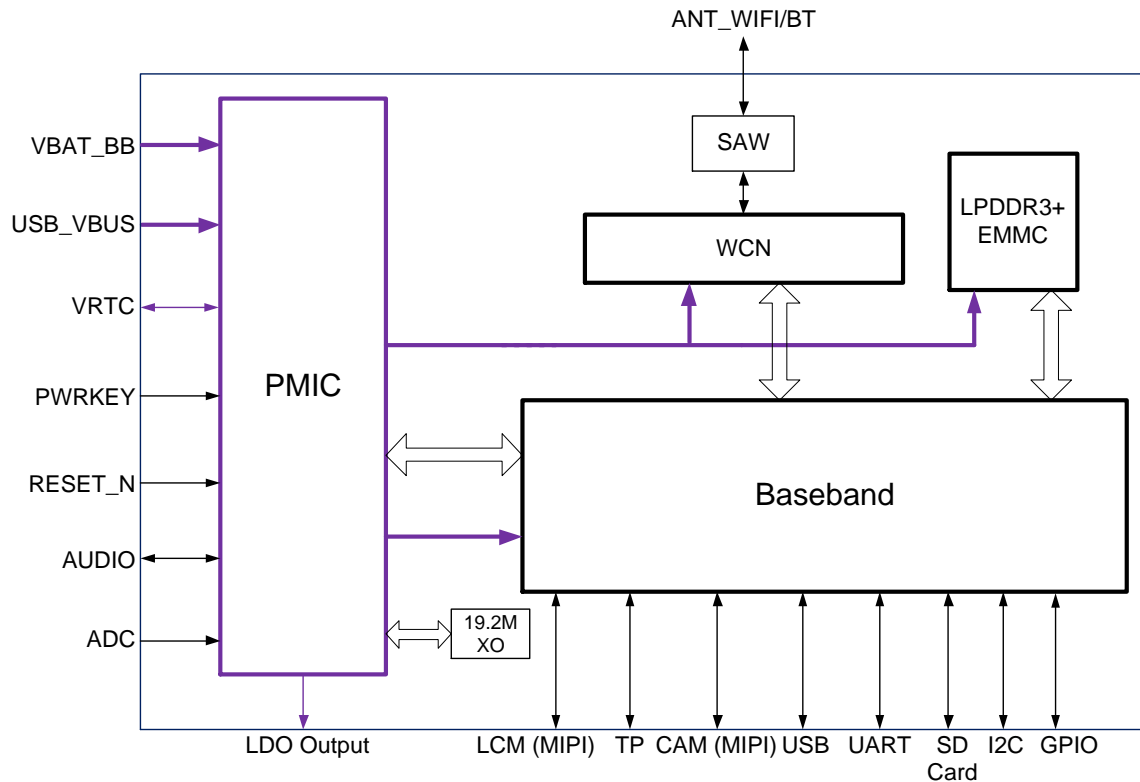 ANT_WIFI/BT
SAW
WCN
LPDDR3+
EMMC
VBAT_BB
USB_VBUS
VRTC
PWRKEY
RESET_N
AUDIO
ADC
PMIC
Baseband
19.2M
XO
LDO Output
LCM (MIPI)
TP
CAM (MIPI)
USB
UART
SD
Card
I2C
GPIO